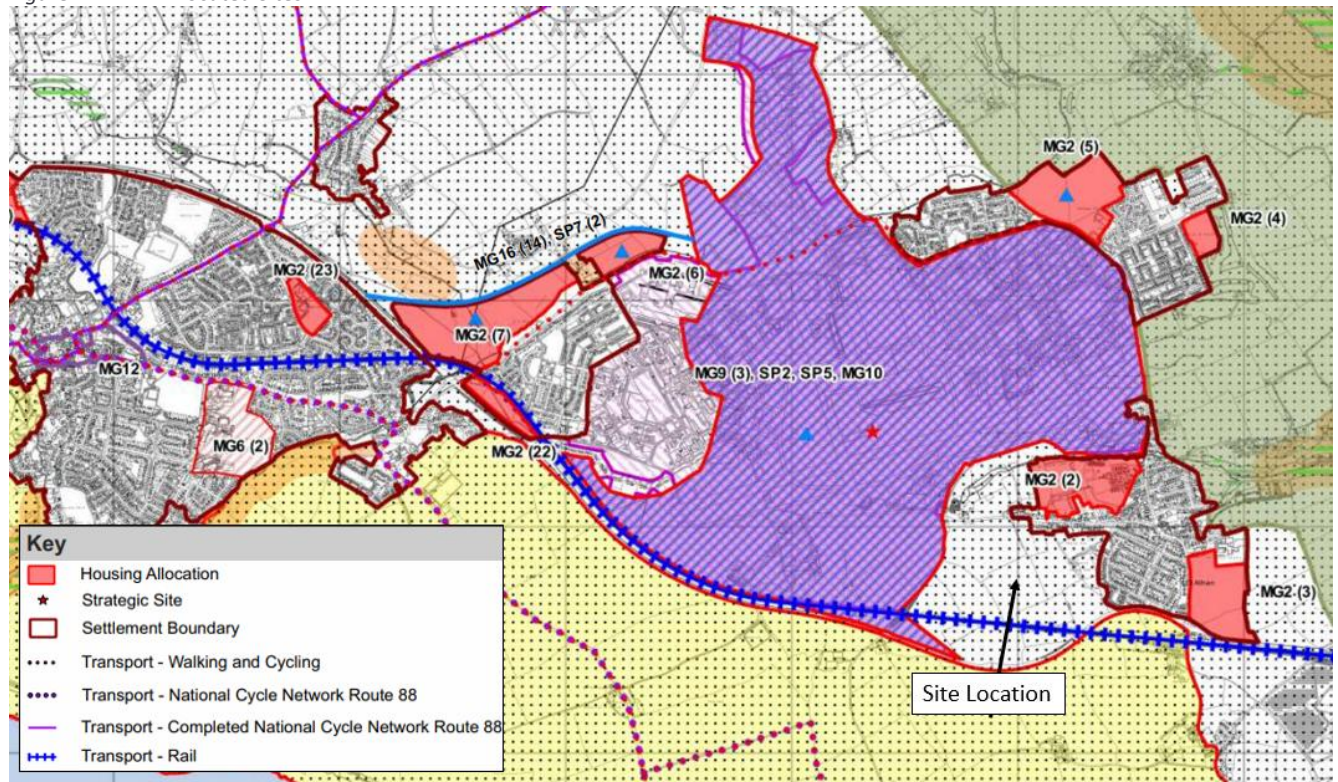 MG2 (5)
MG2 (4)
MG16 (14), SP7 (2)
MG2 (6)
MG2 (23)
MG2 (7)
MG12
MG9 (3), SP2, SP5, MG10
MG6 (2)
MG2 (22)
MG2 (2)
MG2 (3)
Site Location
Key
Housing Allocation
Strategic Site
Settlement Boundary
Transport - Walking and Cycling
Transport - National Cycle Network Route 88
Transport - Completed National Cycle Network Route 88
Transport - Rail